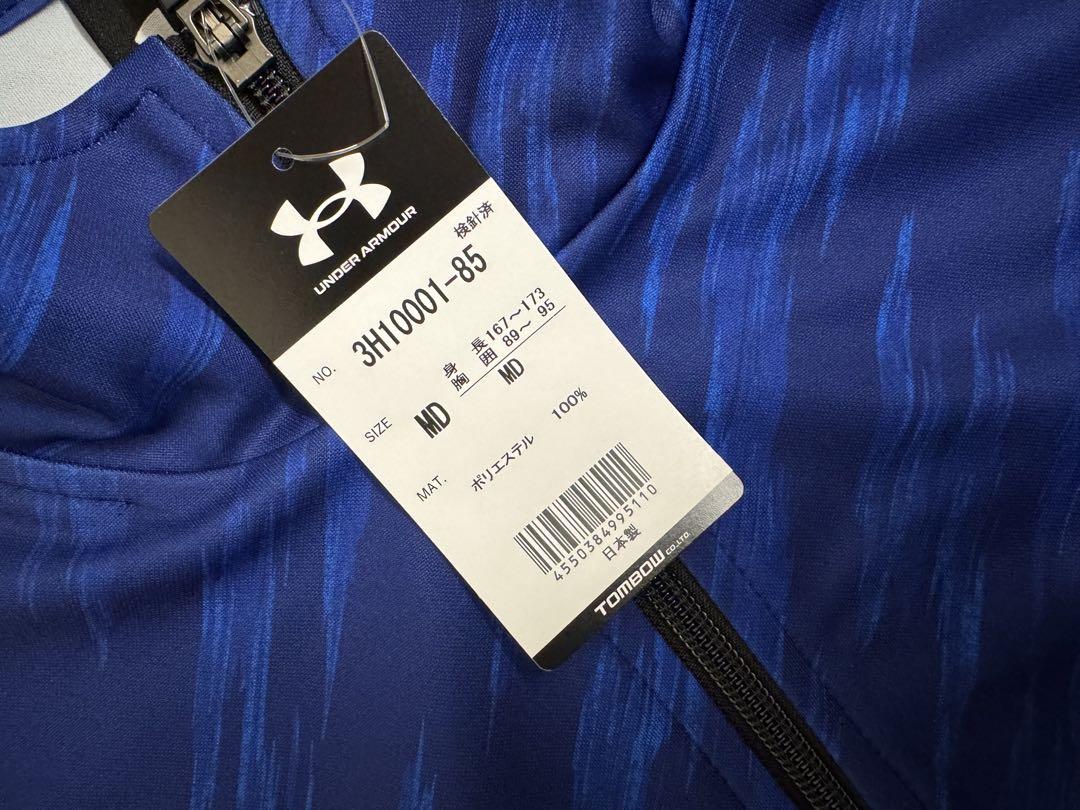 UNDER ARMOUR
検針済
NO. 3H10001-85
身長 167～173
胸囲 89～ 95
SIZE MD MD
MAT. ポリエステル 100%
4550384995110
日本製
TOMBOW CO.,LTD.